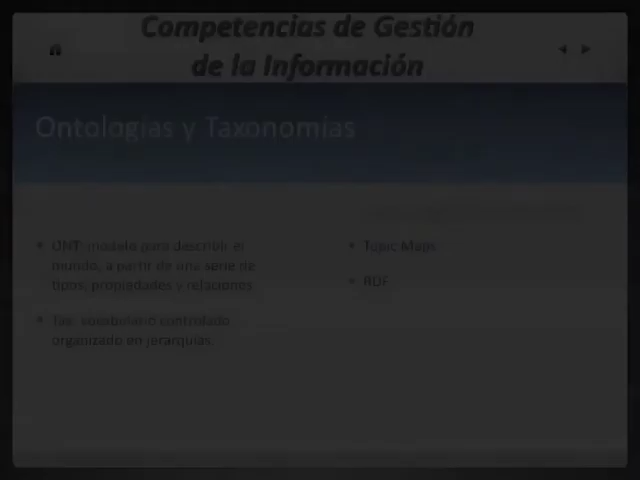 Competencias de Gestión
de la Información
Ontologías y Taxonomías
• ONT: modelo para describir el
mundo, a partir de una serie de
tipos, propiedades y relaciones
• Tax: vocabulario controlado
organizado en jerarquías.
• Topic Maps
• RDF